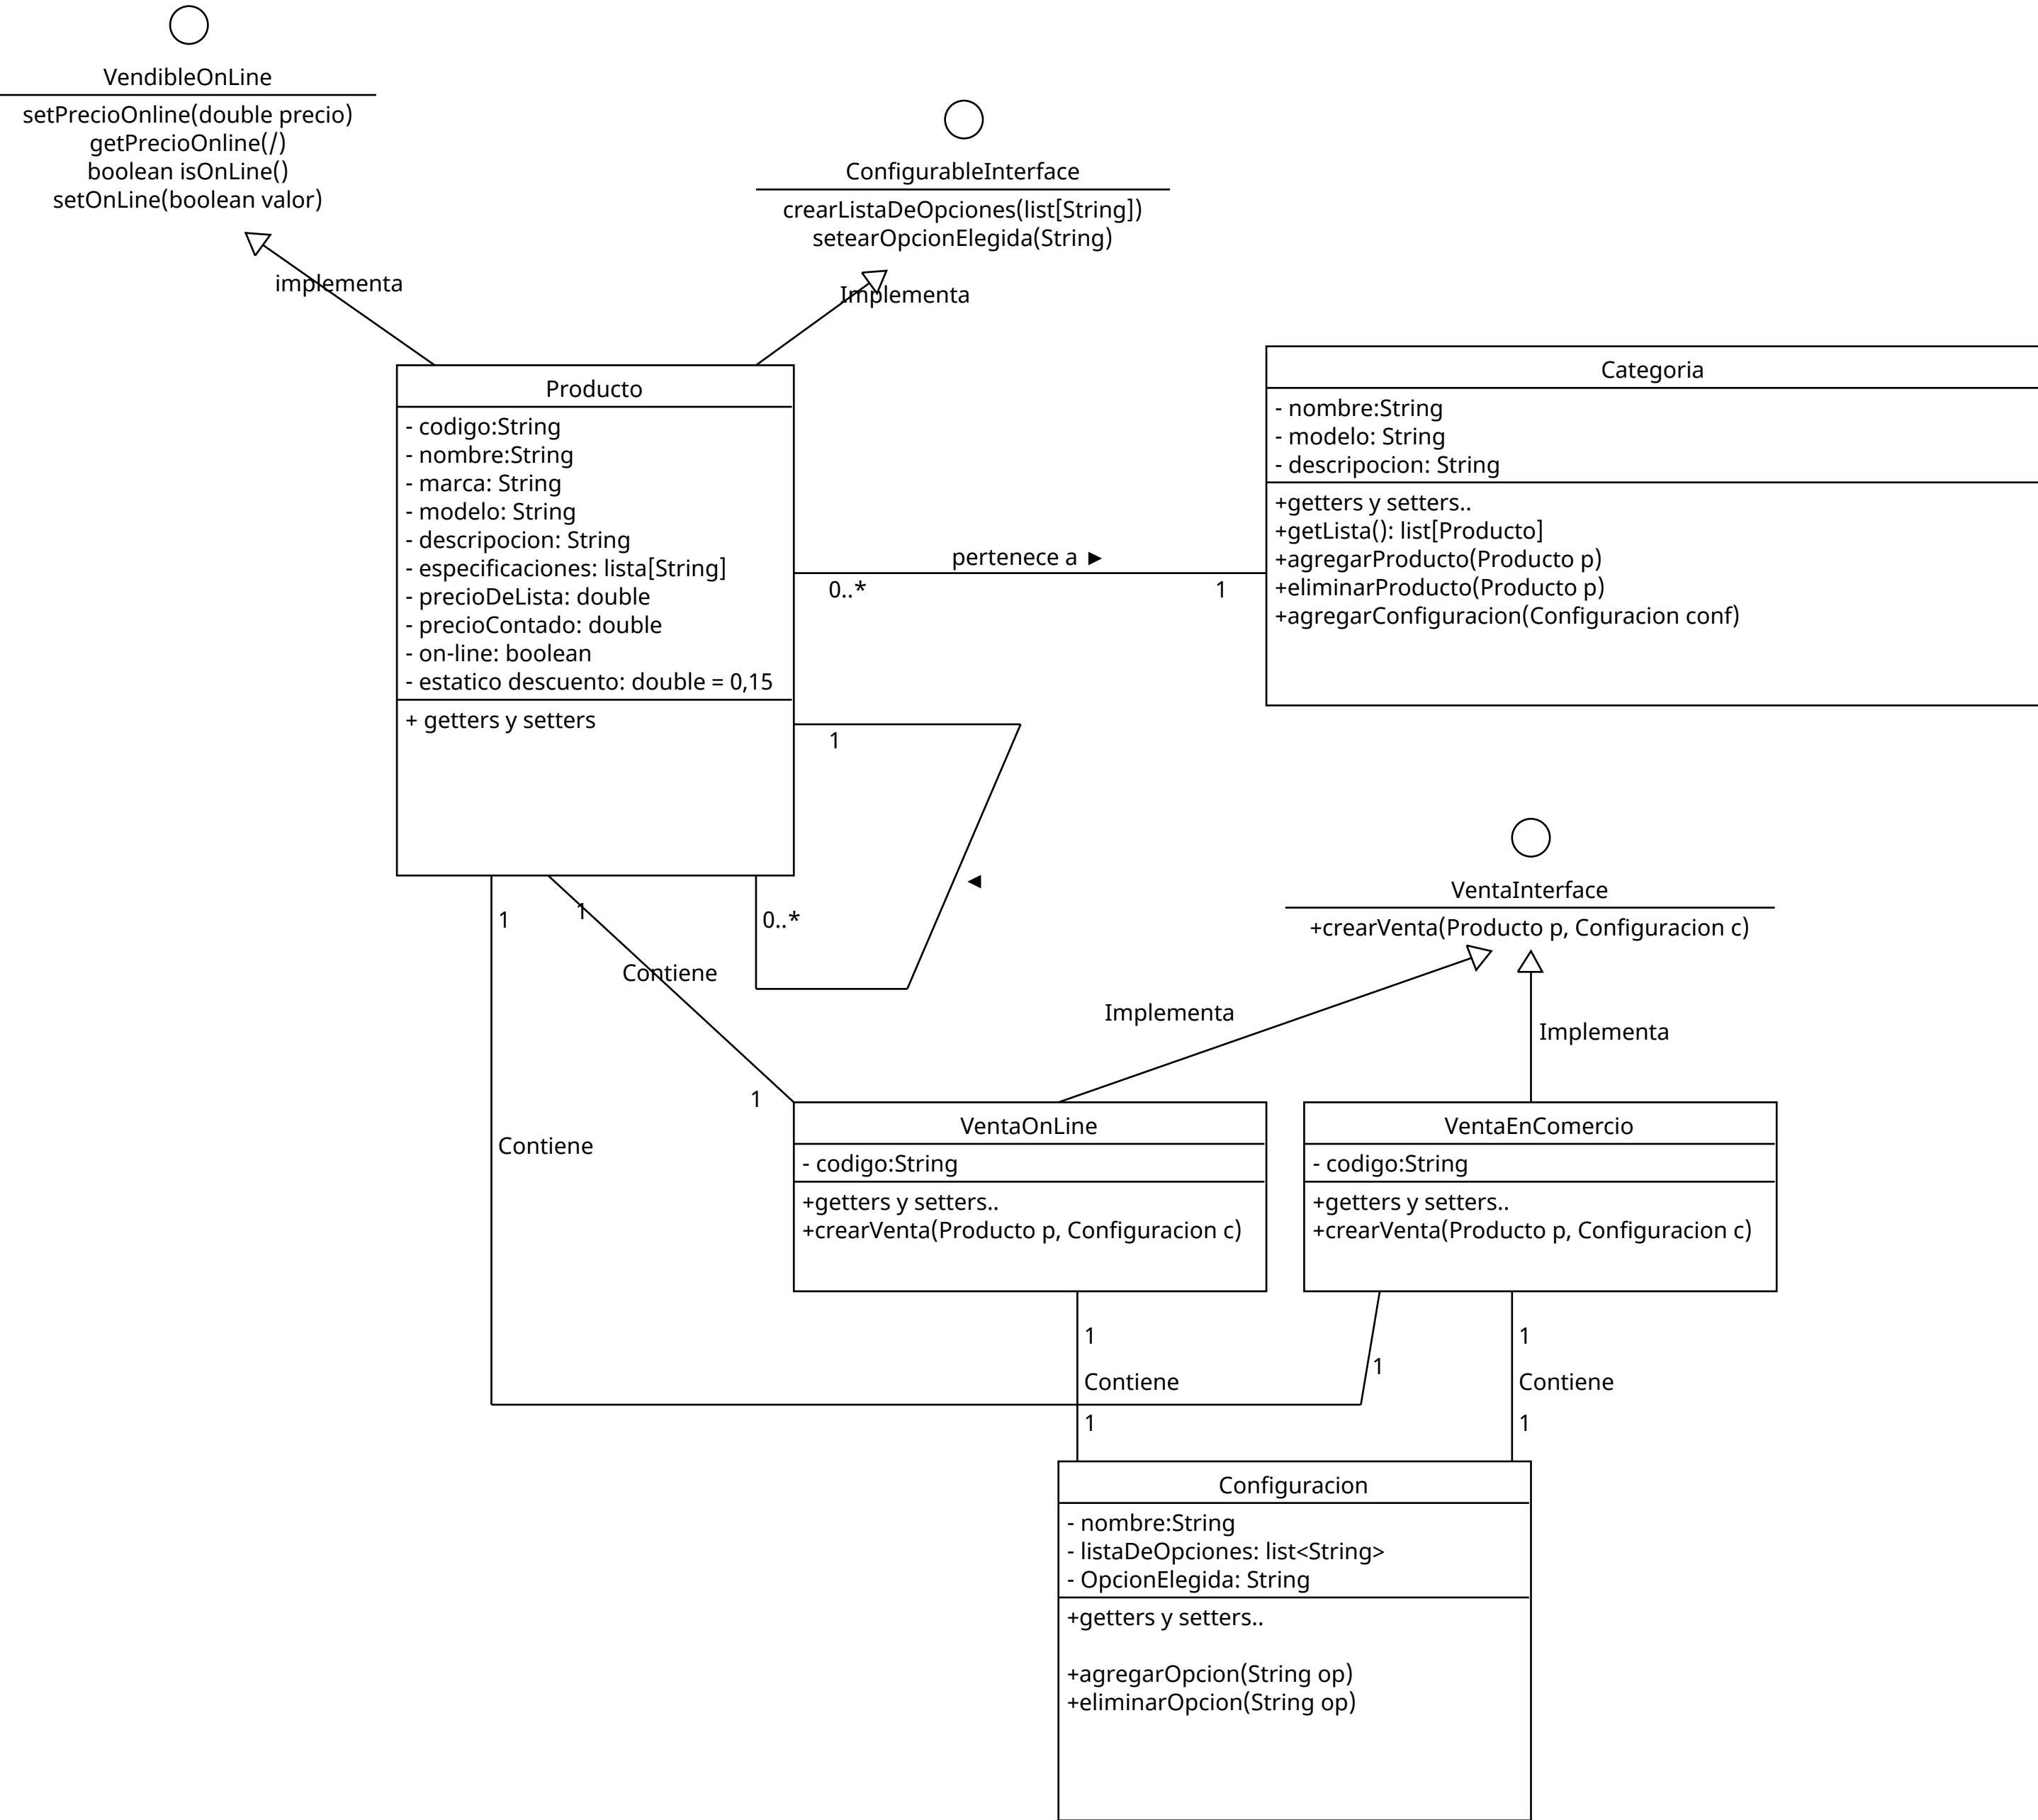 VendibleOnLine
setPrecioOnline(double precio)
getPrecioOnline(/)
boolean isOnLine()
setOnLine(boolean valor)
ConfigurableInterface
crearListaDeOpciones(list[String])
setearOpcionElegida(String)
implementa
Implementa
Producto
- codigo:String
- nombre:String
- marca: String
- modelo: String
- descripocion: String
- especificaciones: lista[String]
- precioDeLista: double
- precioContado: double
- on-line: boolean
- estatico descuento: double = 0,15
+ getters y setters
Categoria
- nombre:String
- modelo: String
- descripocion: String
+getters y setters..
+getLista(): list[Producto]
+agregarProducto(Producto p)
+eliminarProducto(Producto p)
+agregarConfiguracion(Configuracion conf)
pertenece a ►
0..*
1
1
◄
0..*
1
1
Contiene
1
Contiene
VentaInterface
+crearVenta(Producto p, Configuracion c)
Implementa
Implementa
VentaOnLine
- codigo:String
+getters y setters..
+crearVenta(Producto p, Configuracion c)
VentaEnComercio
- codigo:String
+getters y setters..
+crearVenta(Producto p, Configuracion c)
1
Contiene
1
1
1
Contiene
1
Configuracion
- nombre:String
- listaDeOpciones: list<String>
- OpcionElegida: String
+getters y setters..
+agregarOpcion(String op)
+eliminarOpcion(String op)